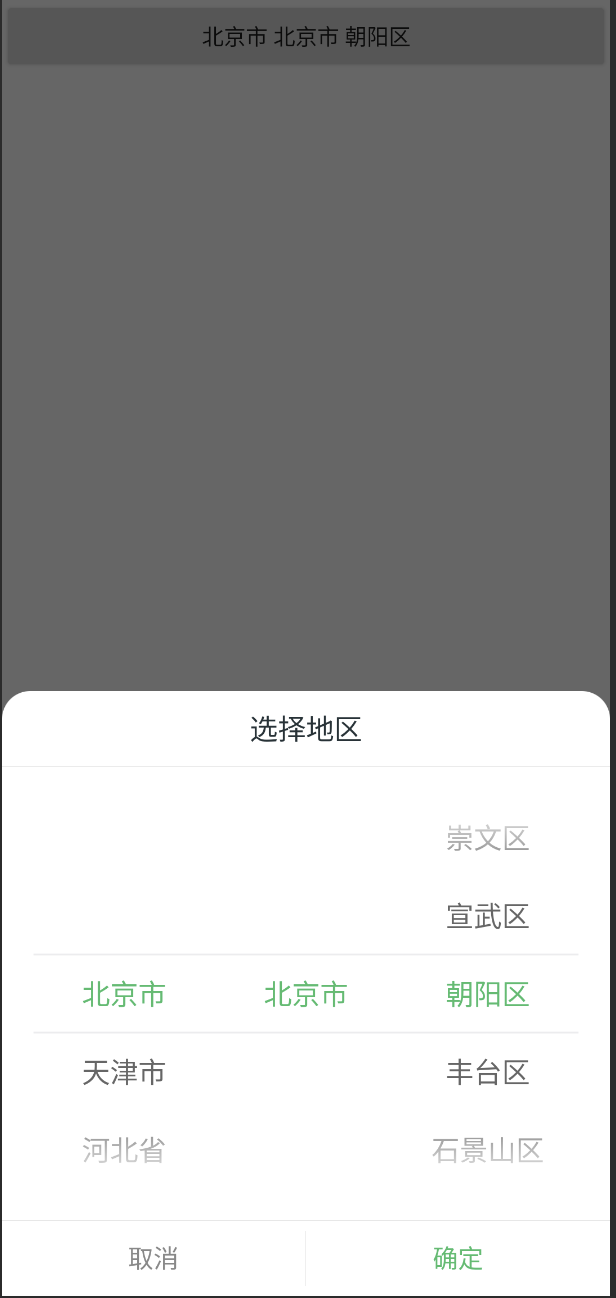 北京市 北京市 朝阳区
选择地区
崇文区
宣武区
北京市 北京市 朝阳区
天津市 丰台区
河北省 石景山区
取消 确定